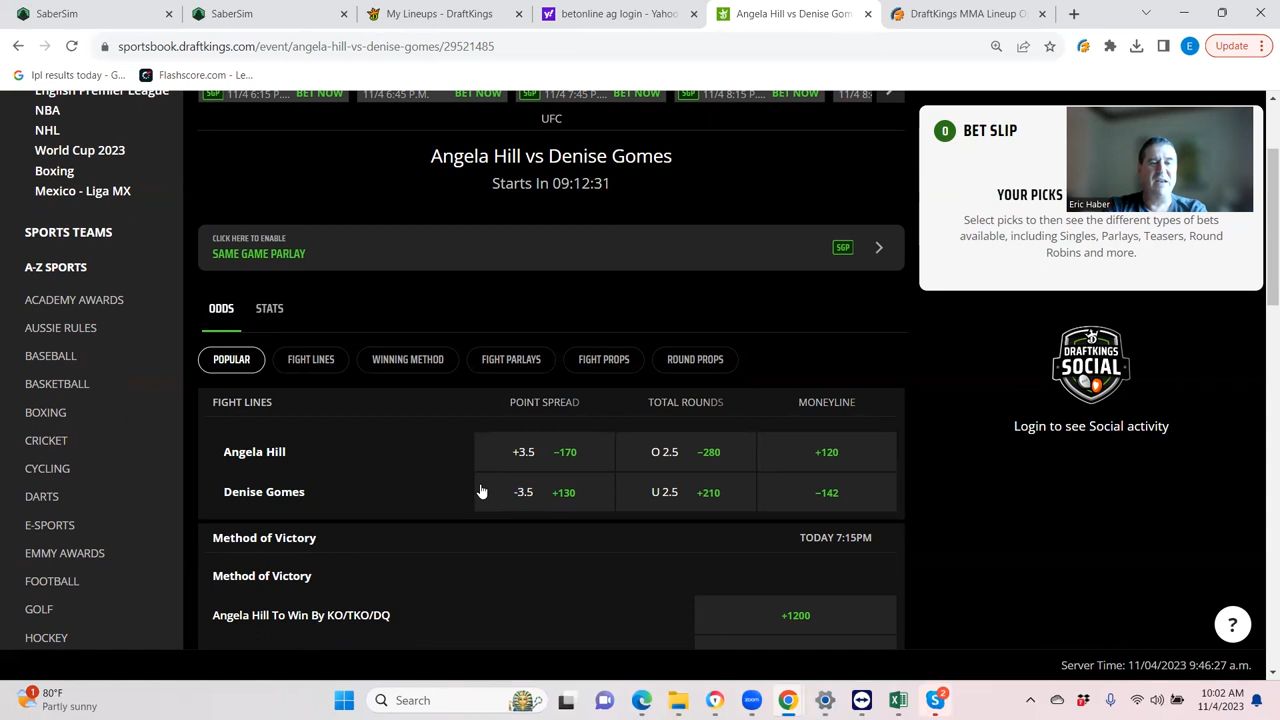 SaberSim
SaberSim
My Lineups - DraftKings
betonline ag login - Yahoo
Angela Hill vs Denise Gom
DraftKings MMA Lineup O
sportsbook.draftkings.com/event/angela-hill-vs-denise-gomes/29521485
E
Update
Ipl results today - G...
Flashscore.com - Le...
English Premier League
NBA
NHL
World Cup 2023
Boxing
Mexico - Liga MX
SPORTS TEAMS
A-Z SPORTS
ACADEMY AWARDS
AUSSIE RULES
BASEBALL
BASKETBALL
BOXING
CRICKET
CYCLING
DARTS
E-SPORTS
EMMY AWARDS
FOOTBALL
GOLF
HOCKEY
SGP 11/4 6:15 P.... BET NOW
11/4 6:45 P.M. BET NOW
SGP 11/4 7:45 P.M. BET NOW
SGP 11/4 8:15 P.M. BET NOW
11/4 8:
UFC
Angela Hill vs Denise Gomes
Starts In 09:12:31
CLICK HERE TO ENABLE
SAME GAME PARLAY
SGP
ODDS STATS
POPULAR FIGHT LINES WINNING METHOD FIGHT PARLAYS FIGHT PROPS ROUND PROPS
FIGHT LINES POINT SPREAD TOTAL ROUNDS MONEYLINE
Angela Hill +3.5 −170 O 2.5 −280 +120
Denise Gomes -3.5 +130 U 2.5 +210 −142
Method of Victory TODAY 7:15PM
Method of Victory
Angela Hill To Win By KO/TKO/DQ +1200
0 BET SLIP
YOUR PICKS
Eric Haber
Select picks to then see the different types of bets
available, including Singles, Parlays, Teasers, Round
Robins and more.
DRAFTKINGS
SOCIAL
Login to see Social activity
?
Server Time: 11/04/2023 9:46:27 a.m.
1
80°F
Partly sunny
Search
zoom
2
10:02 AM
11/4/2023